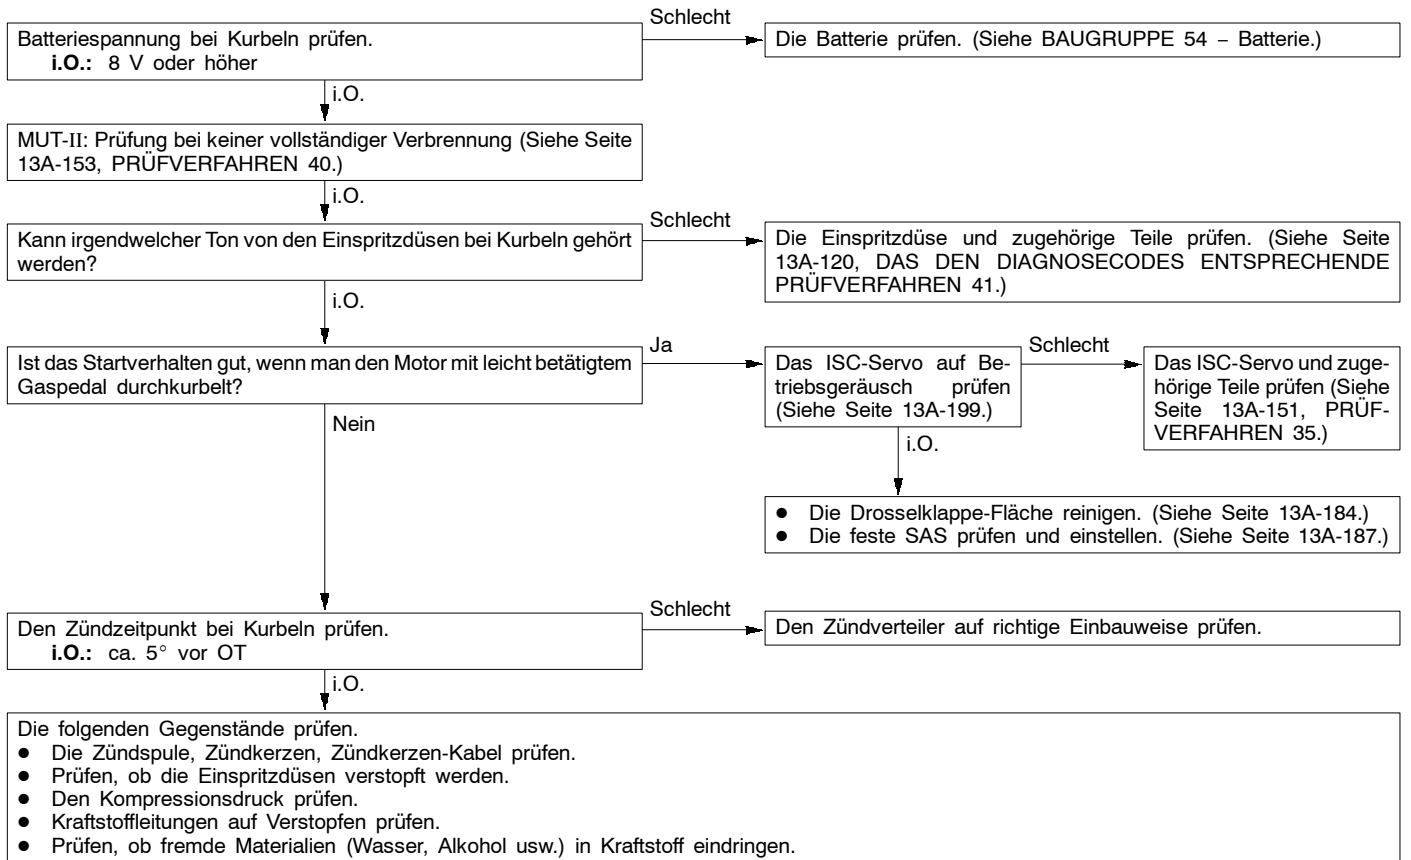 Schlecht
Batteriespannung bei Kurbeln prüfen.
i.O.: 8 V oder höher
Die Batterie prüfen. (Siehe BAUGRUPPE 54 – Batterie.)
i.O.
MUT-II: Prüfung bei keiner vollständiger Verbrennung (Siehe Seite
13A-153, PRÜFVERFAHREN 40.)
i.O.
Schlecht
Kann irgendwelcher Ton von den Einspritzdüsen bei Kurbeln gehört
werden?
Die Einspritzdüse und zugehörige Teile prüfen. (Siehe Seite
13A-120, DAS DEN DIAGNOSECODES ENTSPRECHENDE
PRÜFVERFAHREN 41.)
i.O.
Ist das Startverhalten gut, wenn man den Motor mit leicht betätigtem
Gaspedal durchkurbelt?
Ja
Das ISC-Servo auf Be-
triebsgeräusch prüfen
(Siehe Seite 13A-199.)
Schlecht
Das ISC-Servo und zuge-
hörige Teile prüfen (Siehe
Seite 13A-151, PRÜF-
VERFAHREN 35.)
Nein
i.O.
● Die Drosselklappe-Fläche reinigen. (Siehe Seite 13A-184.)
● Die feste SAS prüfen und einstellen. (Siehe Seite 13A-187.)
Schlecht
Den Zündzeitpunkt bei Kurbeln prüfen.
i.O.: ca. 5° vor OT
Den Zündverteiler auf richtige Einbauweise prüfen.
i.O.
Die folgenden Gegenstände prüfen.
● Die Zündspule, Zündkerzen, Zündkerzen-Kabel prüfen.
● Prüfen, ob die Einspritzdüsen verstopft werden.
● Den Kompressionsdruck prüfen.
● Kraftstoffleitungen auf Verstopfen prüfen.
● Prüfen, ob fremde Materialien (Wasser, Alkohol usw.) in Kraftstoff eindringen.